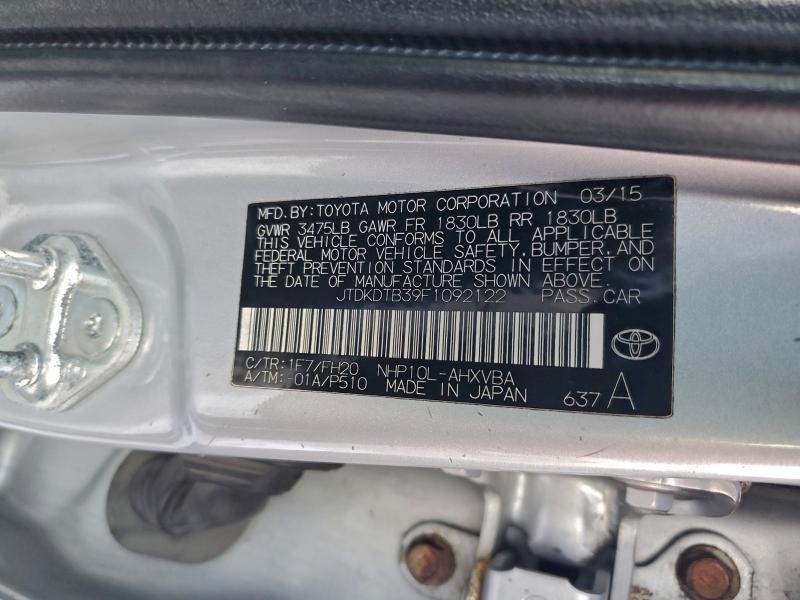 MFD. BY: TOYOTA MOTOR CORPORATION 03/15
GVWR 3475LB GAWR FR 1830LB RR 1830LB
THIS VEHICLE CONFORMS TO ALL APPLICABLE
FEDERAL MOTOR VEHICLE SAFETY, BUMPER, AND
THEFT PREVENTION STANDARDS IN EFFECT ON
THE DATE OF MANUFACTURE SHOWN ABOVE.
JTDKDTB39F1092122 PASS. CAR
C/TR: 1F7/FH20 NHP10L-AHXVBA
A/TM: -01A/P510 MADE IN JAPAN 637 A